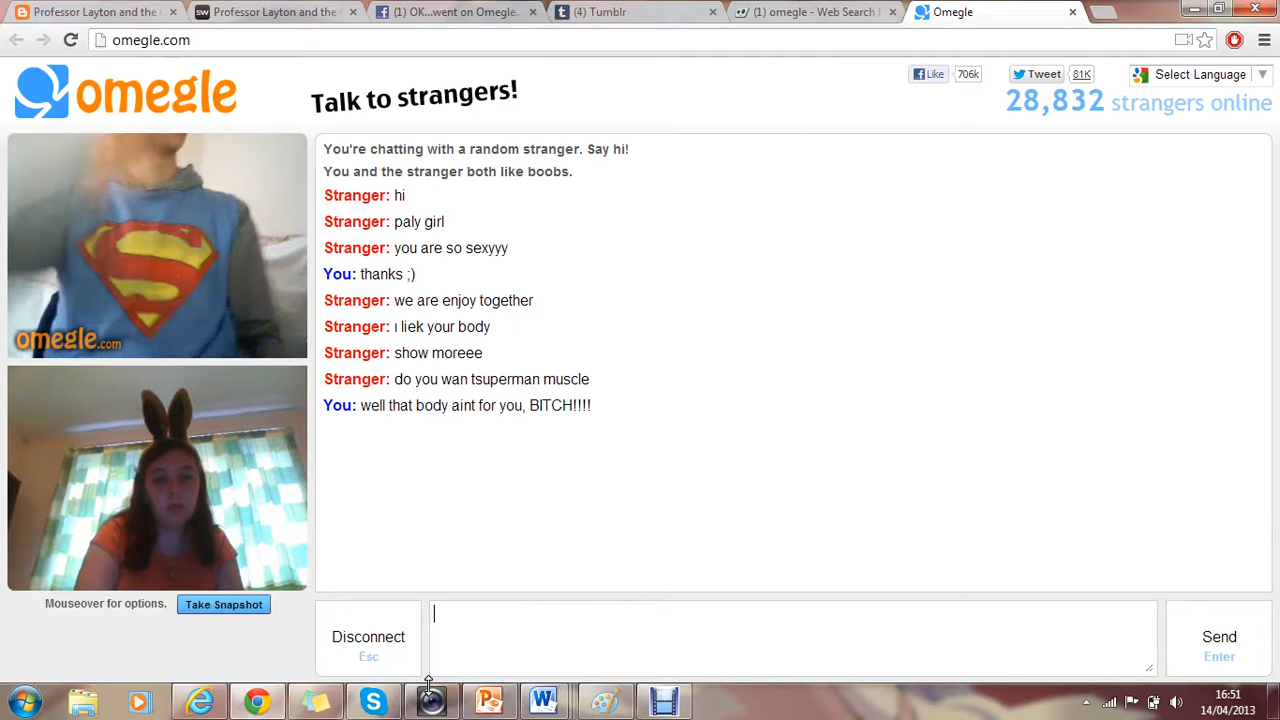 Professor Layton and the
Professor Layton and the
(1) OK...went on Omegle.
(4) Tumblr
(1) omegle - Web Search
Omegle
omegle.com
omegle
Talk to strangers!
Like 706k
Tweet 81K
Select Language
28,832 strangers online
You're chatting with a random stranger. Say hi!
You and the stranger both like boobs.
Stranger: hi
Stranger: paly girl
Stranger: you are so sexyyy
You: thanks ;)
Stranger: we are enjoy together
Stranger: ı liek your body
Stranger: show moreee
Stranger: do you wan tsuperman muscle
You: well that body aint for you, BITCH!!!!
omegle.com
Mouseover for options.
Take Snapshot
Disconnect
Esc
Send
Enter
16:51
14/04/2013